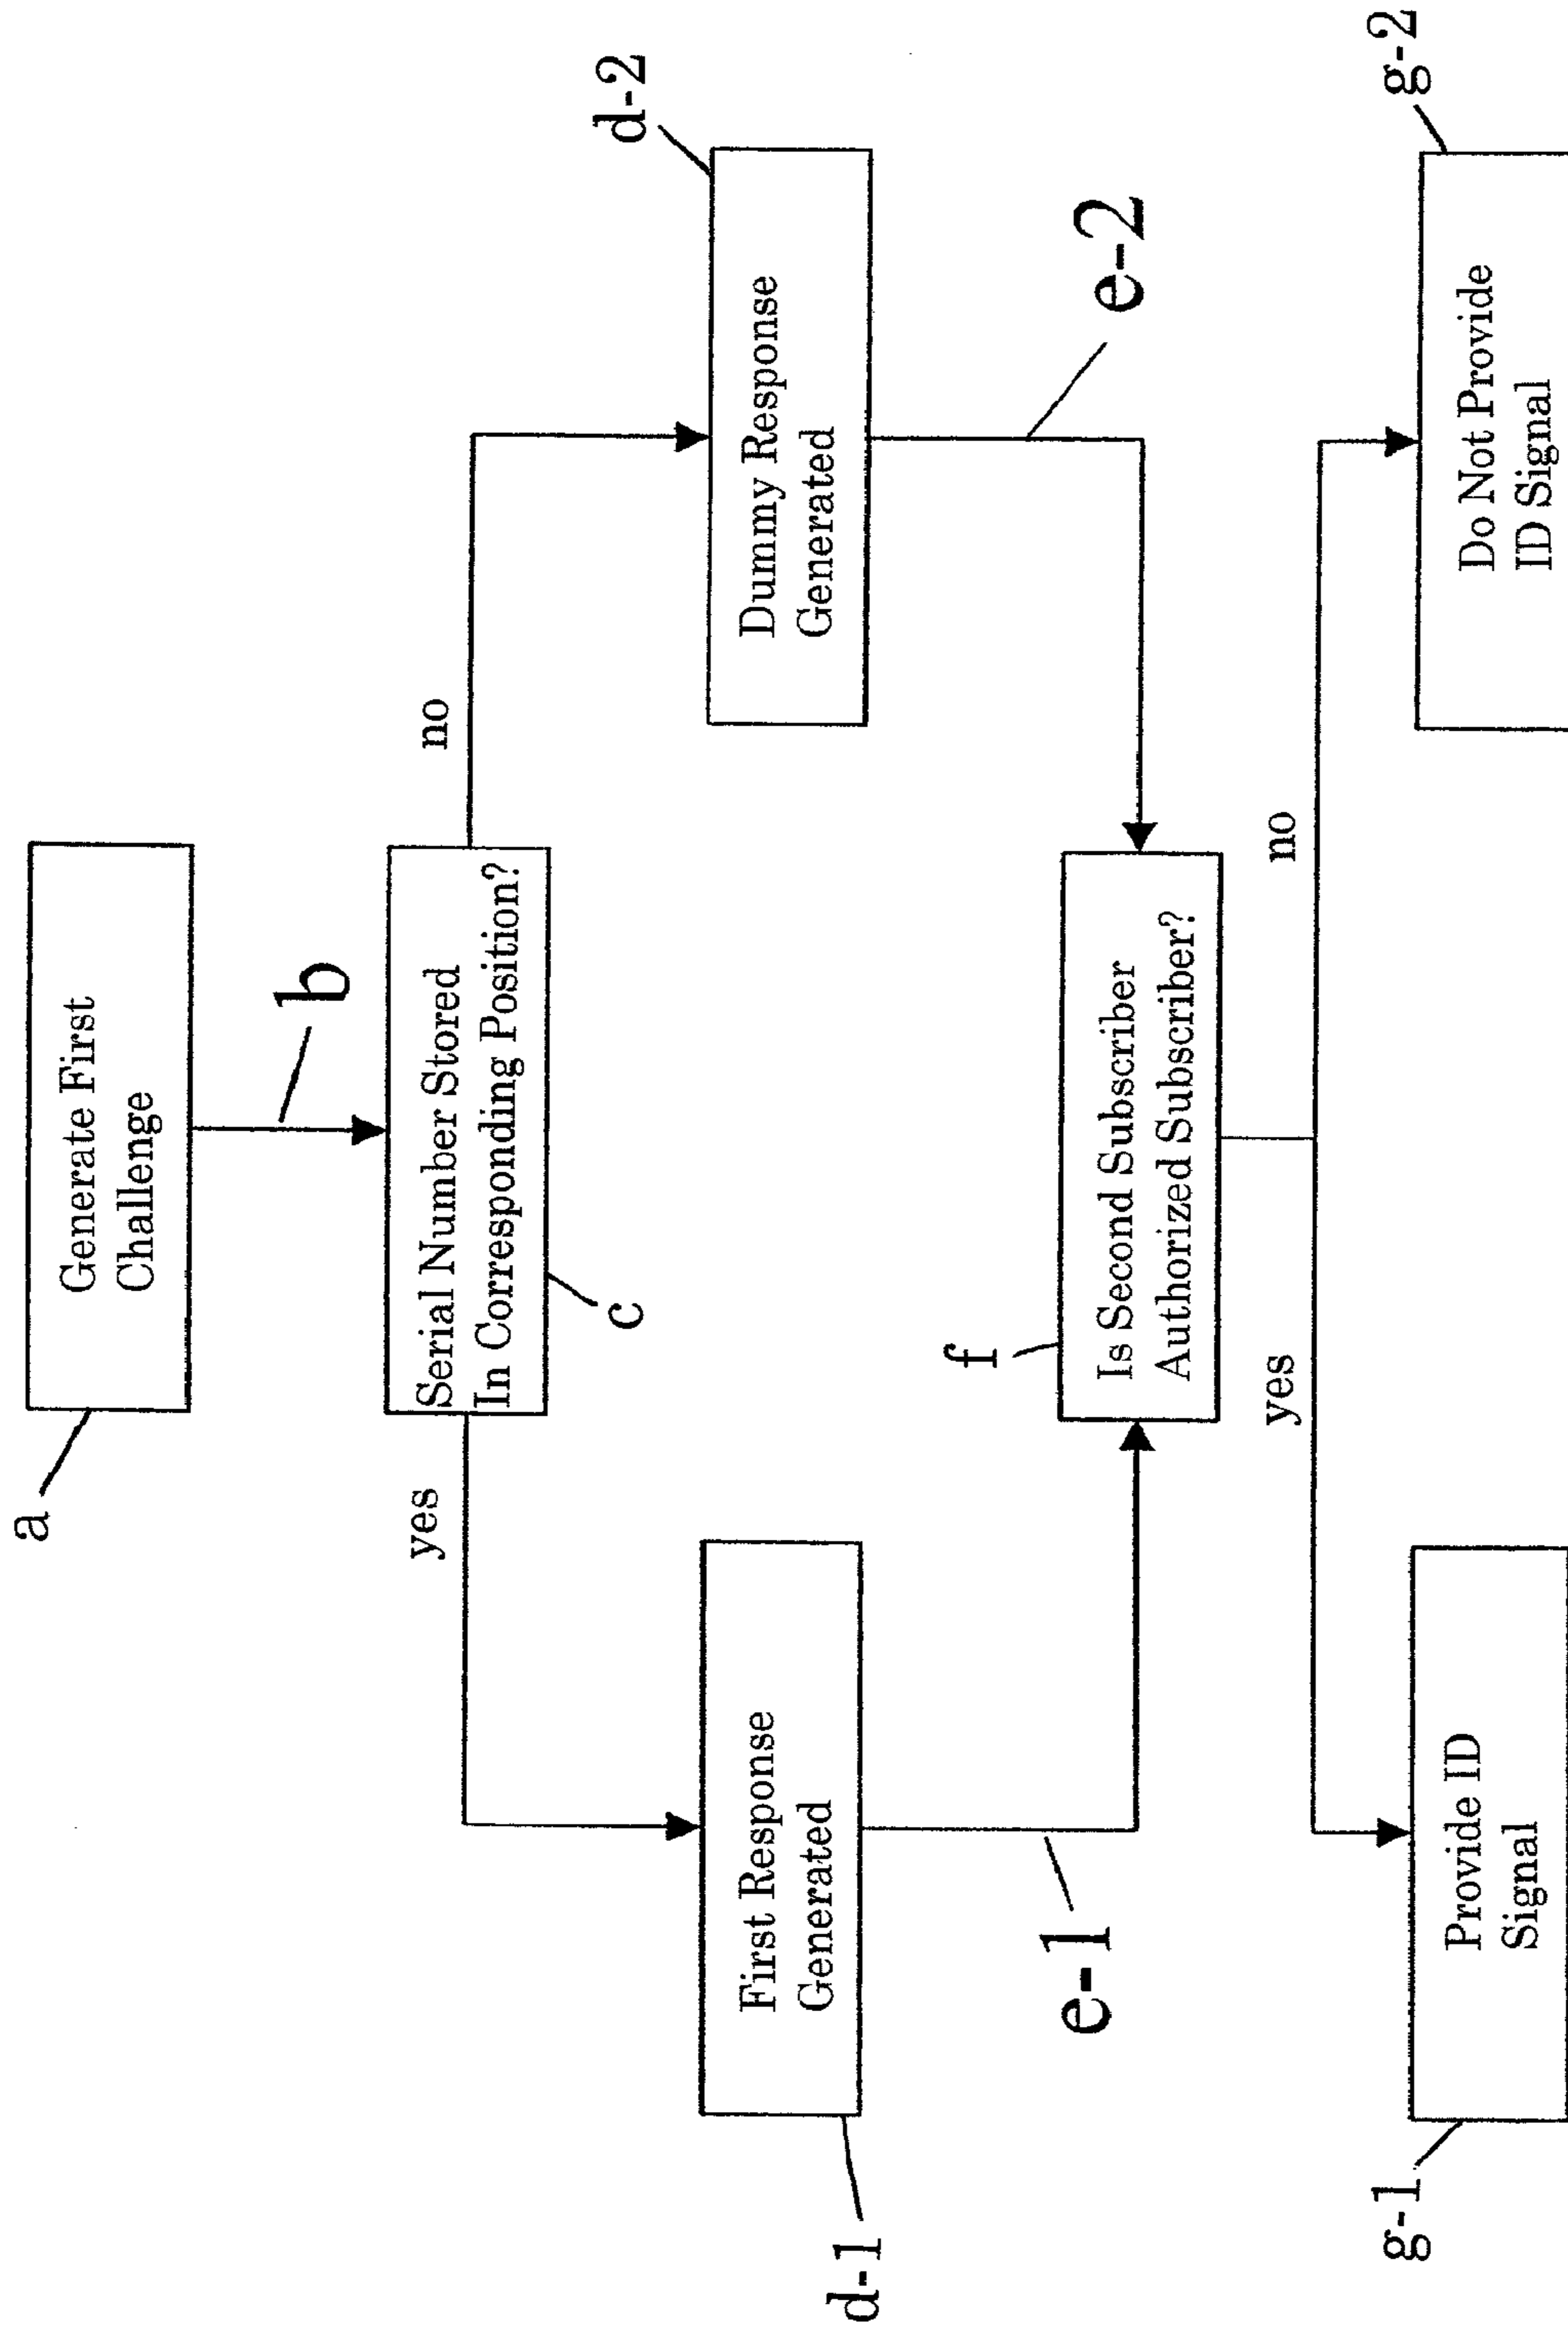 a
Generate First
Challenge
b
Serial Number Stored
In Corresponding Position?
c
yes
no
d-1
First Response
Generated
d-2
Dummy Response
Generated
e-1
e-2
f
Is Second Subscriber
Authorized Subscriber?
yes
no
g-1
Provide ID
Signal
g-2
Do Not Provide
ID Signal